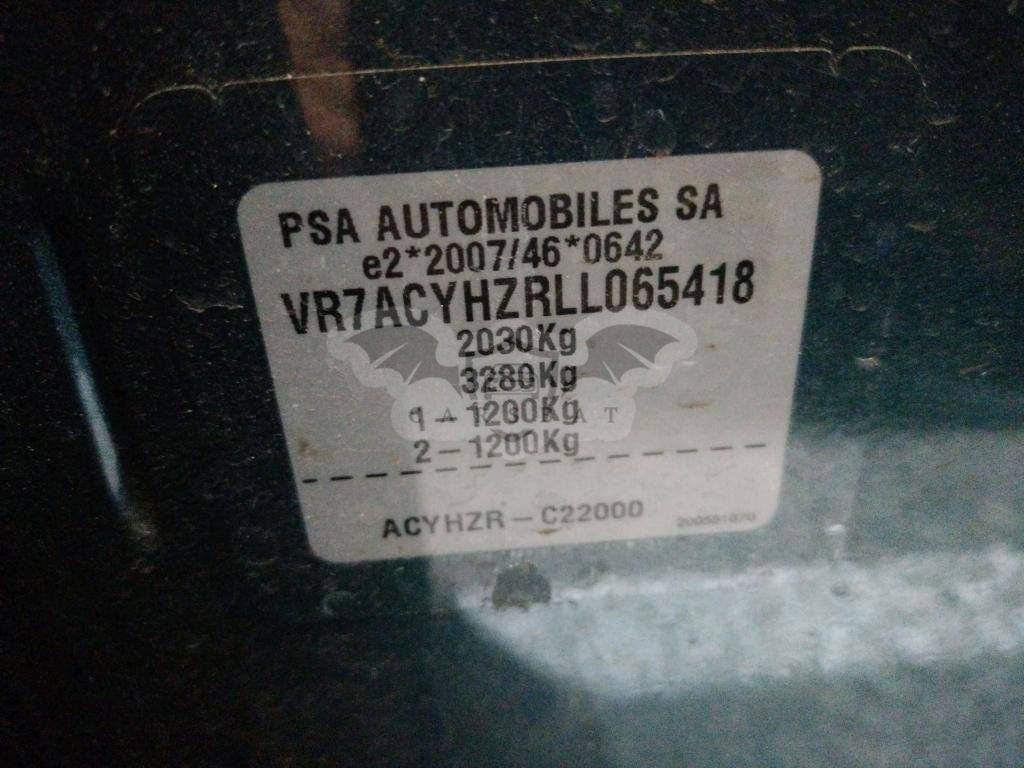 PSA AUTOMOBILES SA
e2*2007/46*0642
VR7ACYHZRLL065418
2030Kg
3280Kg
1-1200Kg
2-1200Kg
ACYHZR-C22000